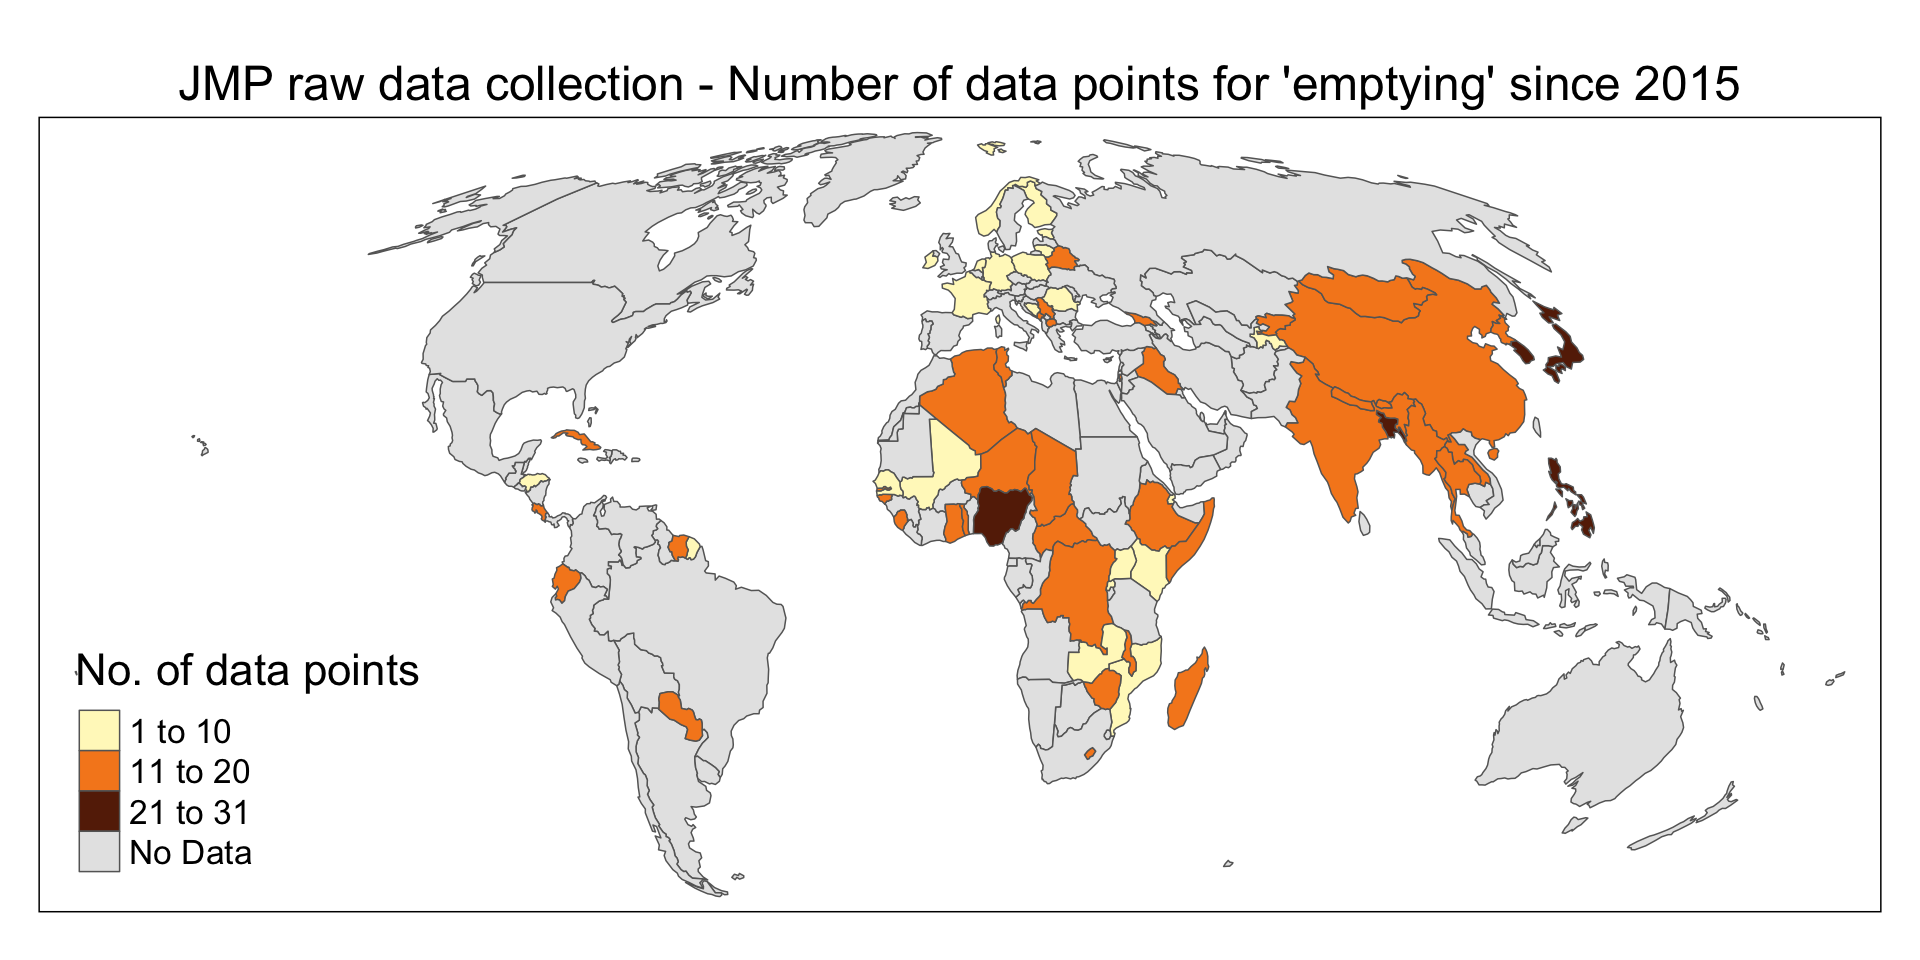 JMP raw data collection - Number of data points for 'emptying' since 2015
No. of data points
1 to 10
11 to 20
21 to 31
No Data